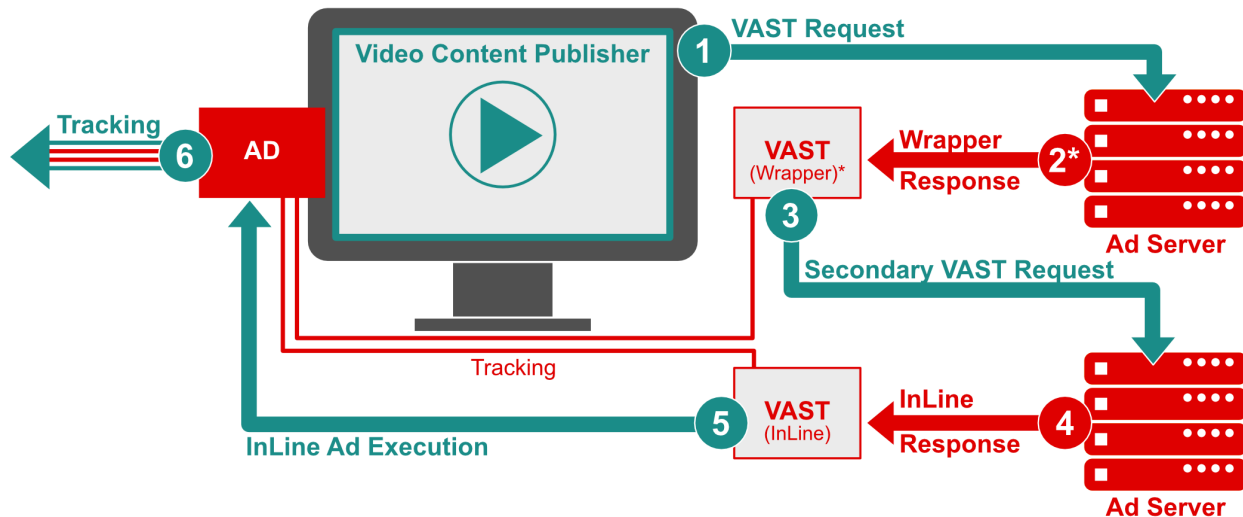 VAST Request
1
Video Content Publisher
Tracking
6
AD
VAST
(Wrapper)*
Wrapper
Response
2*
Ad Server
3
Secondary VAST Request
Tracking
InLine Ad Execution
5
VAST
(InLine)
InLine
Response
4
Ad Server